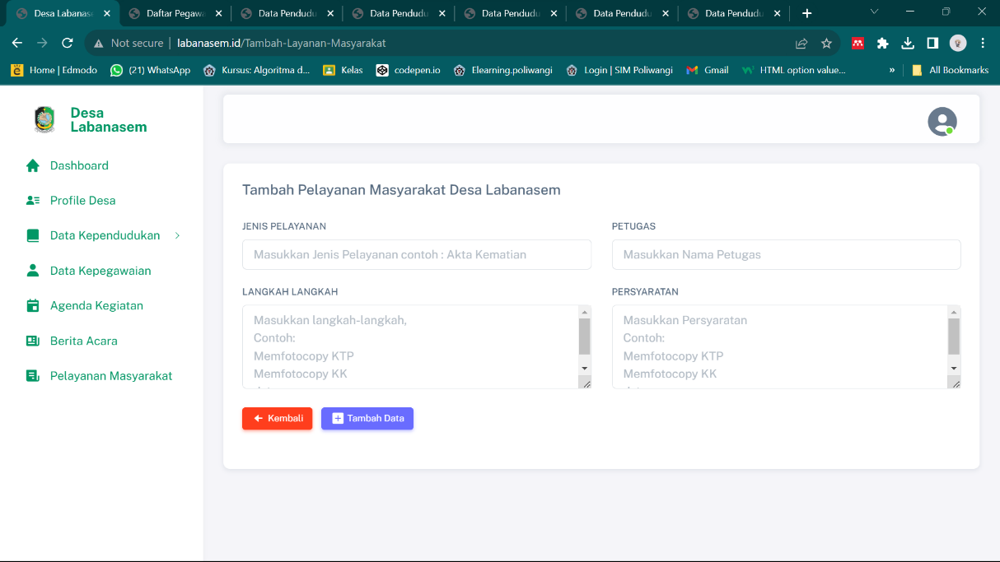 Desa Labanase
Daftar Pegawa
Data Pendudu
Data Pendudu
Data Pendudu
Data Pendudu
Data Pendudu
Not secure
labanasem.id/Tambah-Layanan-Masyarakat
Home | Edmodo
(21) WhatsApp
Kursus: Algoritma d...
Kelas
codepen.io
Elearning.poliwangi
Login | SIM Poliwangi
Gmail
HTML option value...
»
All Bookmarks
Desa
Labanasem
Dashboard
Profile Desa
Data Kependudukan
Data Kepegawaian
Agenda Kegiatan
Berita Acara
Pelayanan Masyarakat
Tambah Pelayanan Masyarakat Desa Labanasem
JENIS PELAYANAN
Masukkan Jenis Pelayanan contoh : Akta Kematian
PETUGAS
Masukkan Nama Petugas
LANGKAH LANGKAH
Masukkan langkah-langkah,
Contoh:
Memfotocopy KTP
Memfotocopy KK
PERSYARATAN
Masukkan Persyaratan
Contoh:
Memfotocopy KTP
Memfotocopy KK
Kembali
Tambah Data